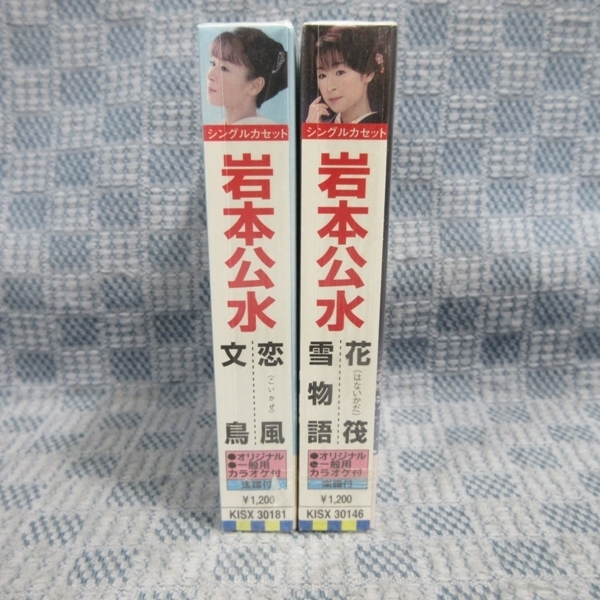 シングルカセット
岩本公水
恋風
(こいかぜ)
文鳥
●オリジナル
●一般用
カラオケ付
楽譜付
¥1,200
KISX 30181
シングルカセット
岩本公水
花筏
(はないかだ)
雪物語
●オリジナル
●一般用
カラオケ付
楽譜付
¥1,200
KISX 30146